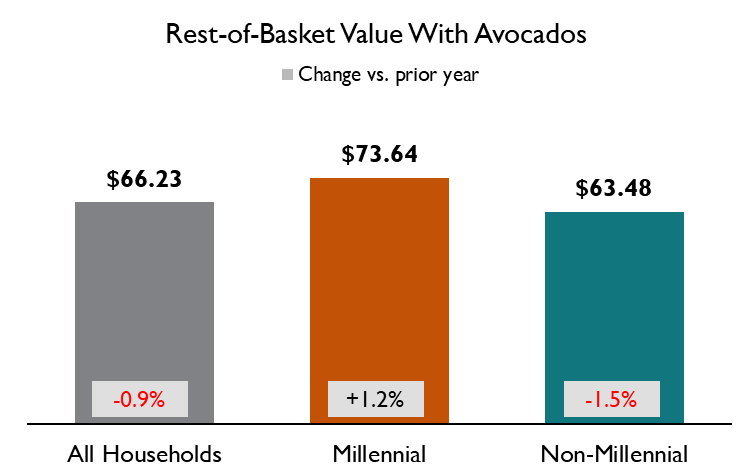 Rest-of-Basket Value With Avocados
Change vs. prior year
$66.23
$73.64
$63.48
-0.9%
+1.2%
-1.5%
All Households
Millennial
Non-Millennial